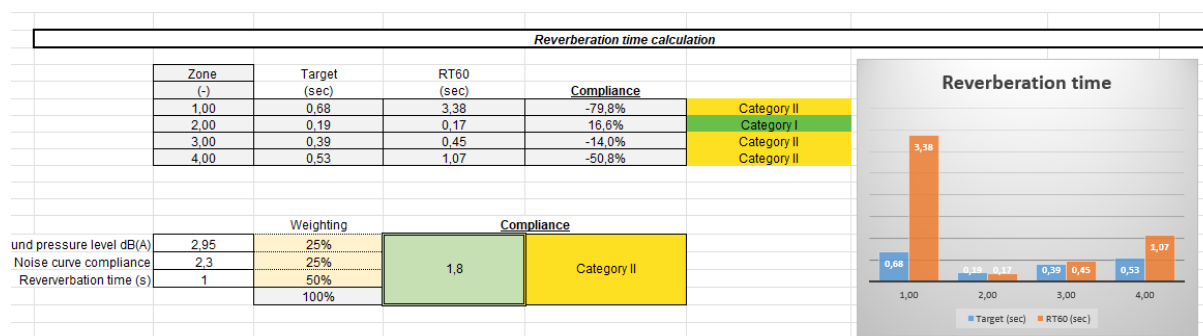 Reverberation time calculation
Zone Target RT60
(-) (sec) (sec) Compliance
1,00 0,68 3,38 -79,8% Category II
2,00 0,19 0,17 16,6% Category I
3,00 0,39 0,45 -14,0% Category II
4,00 0,53 1,07 -50,8% Category II
Weighting Compliance
und pressure level dB(A) 2,95 25%
Noise curve compliance 2,3 25% 1,8 Category II
Reververbation time (s) 1 50%
100%
Reverberation time
3,38
1,07
0,68 0,19 0,17 0,39 0,45 0,53
1,00 2,00 3,00 4,00
Target (sec) RT60 (sec)